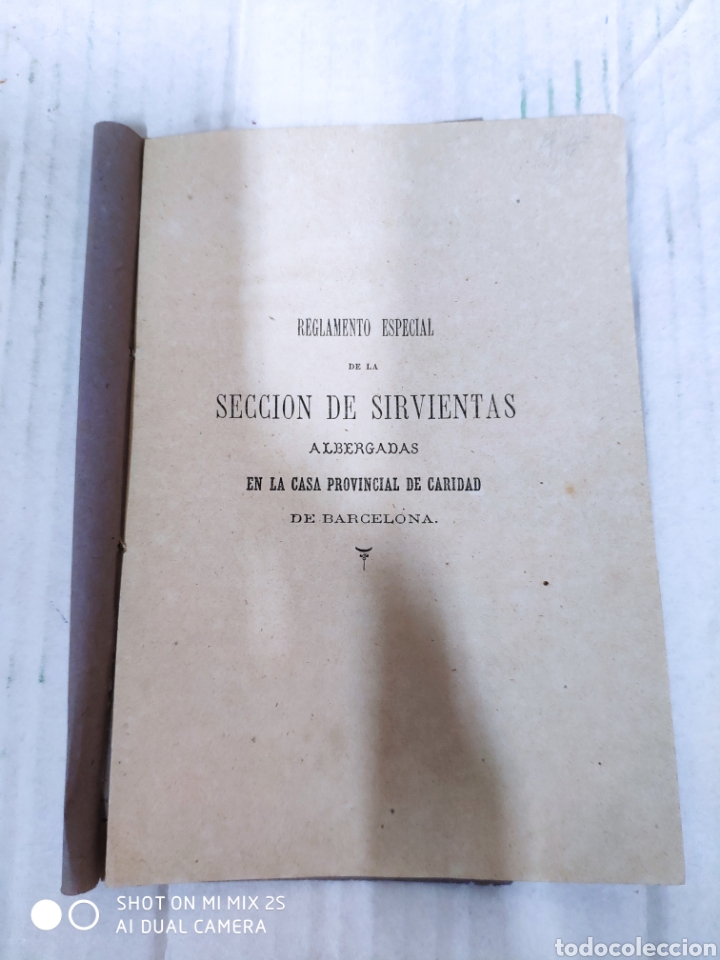 REGLAMENTO ESPECIAL
DE LA
SECCION DE SIRVIENTAS
ALBERGADAS
EN LA CASA PROVINCIAL DE CARIDAD
DE BARCELONA.
SHOT ON MI MIX 2S
AI DUAL CAMERA
todocoleccion